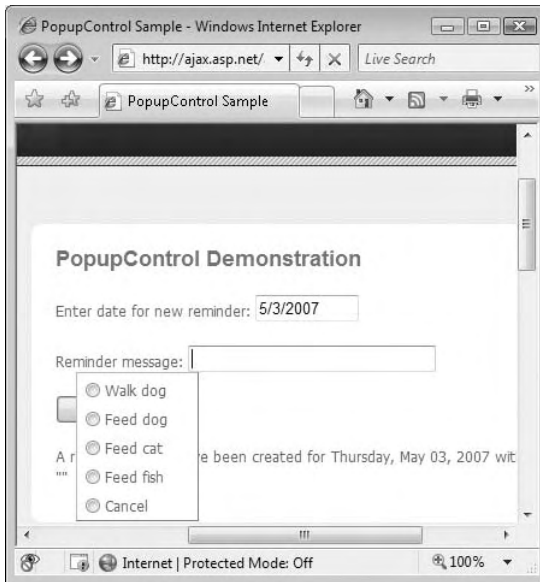 PopupControl Sample - Windows Internet Explorer
http://ajax.asp.net/ Live Search
PopupControl Sample
PopupControl Demonstration
Enter date for new reminder: 5/3/2007
Reminder message:
Walk dog
Feed dog
Feed cat
Feed fish
Cancel
A r e been created for Thursday, May 03, 2007 wit
""
Internet | Protected Mode: Off 100%